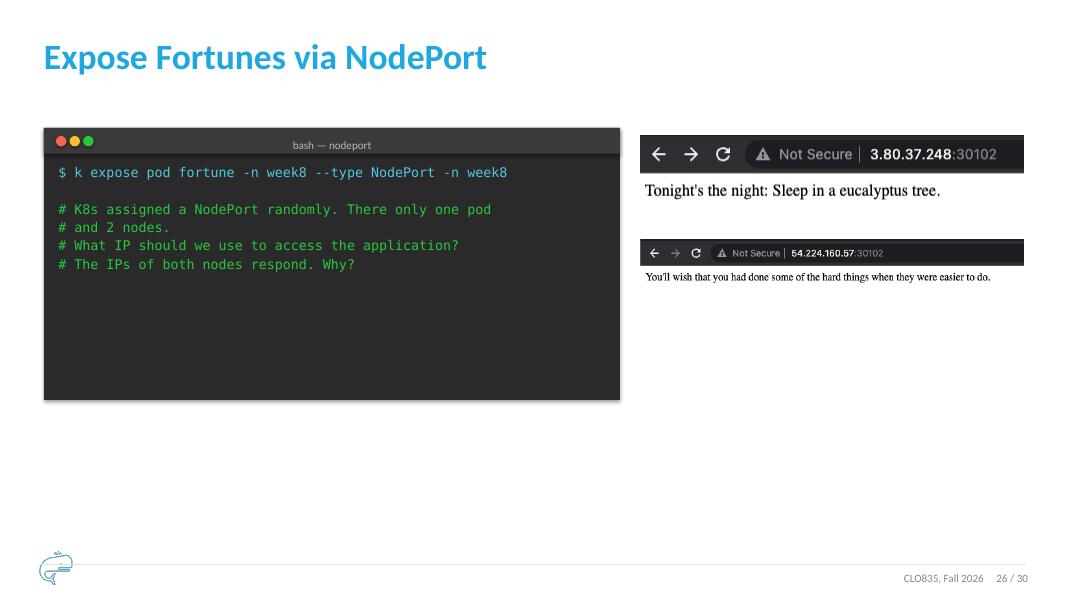 Expose Fortunes via NodePort
bash — nodeport
$ k expose pod fortune -n week8 --type NodePort -n week8
# K8s assigned a NodePort randomly. There only one pod
# and 2 nodes.
# What IP should we use to access the application?
# The IPs of both nodes respond. Why?
Not Secure | 3.80.37.248:30102
Tonight's the night: Sleep in a eucalyptus tree.
Not Secure | 54.224.160.57:30102
You'll wish that you had done some of the hard things when they were easier to do.
CLO835, Fall 2026 26 / 30